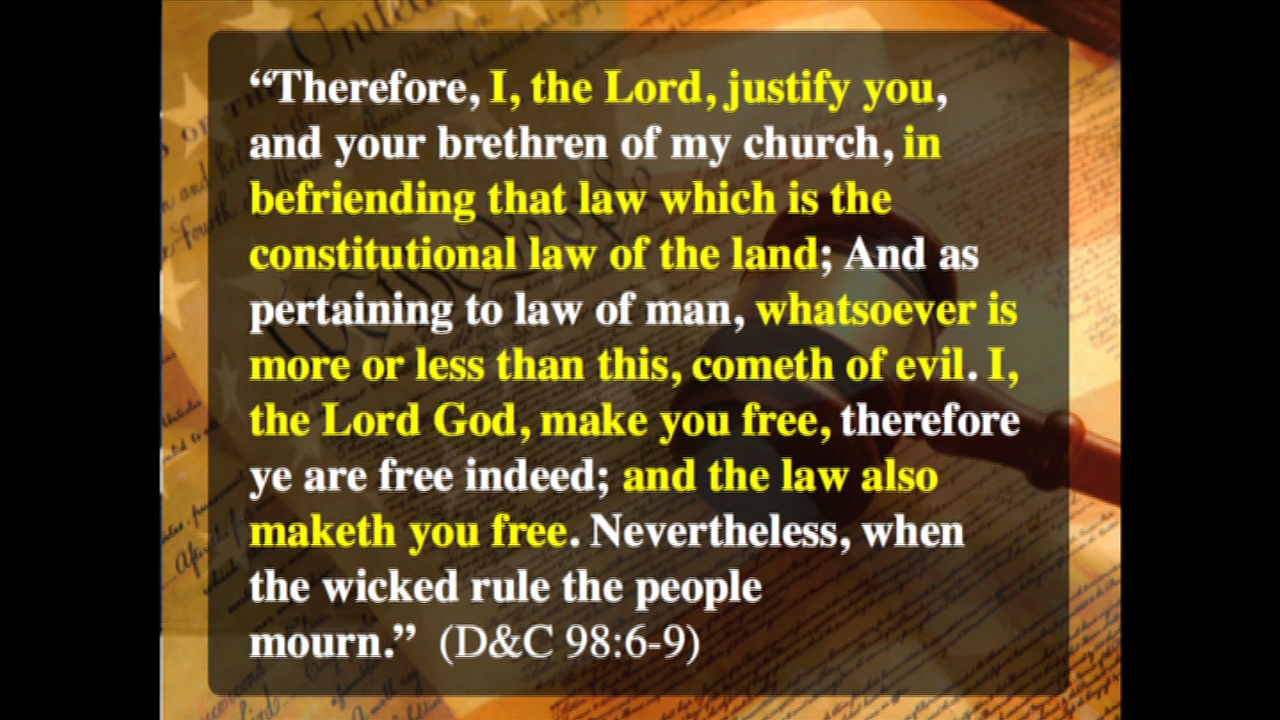 “Therefore, I, the Lord, justify you,
and your brethren of my church, in
befriending that law which is the
constitutional law of the land; And as
pertaining to law of man, whatsoever is
more or less than this, cometh of evil. I,
the Lord God, make you free, therefore
ye are free indeed; and the law also
maketh you free. Nevertheless, when
the wicked rule the people
mourn.” (D&C 98:6-9)